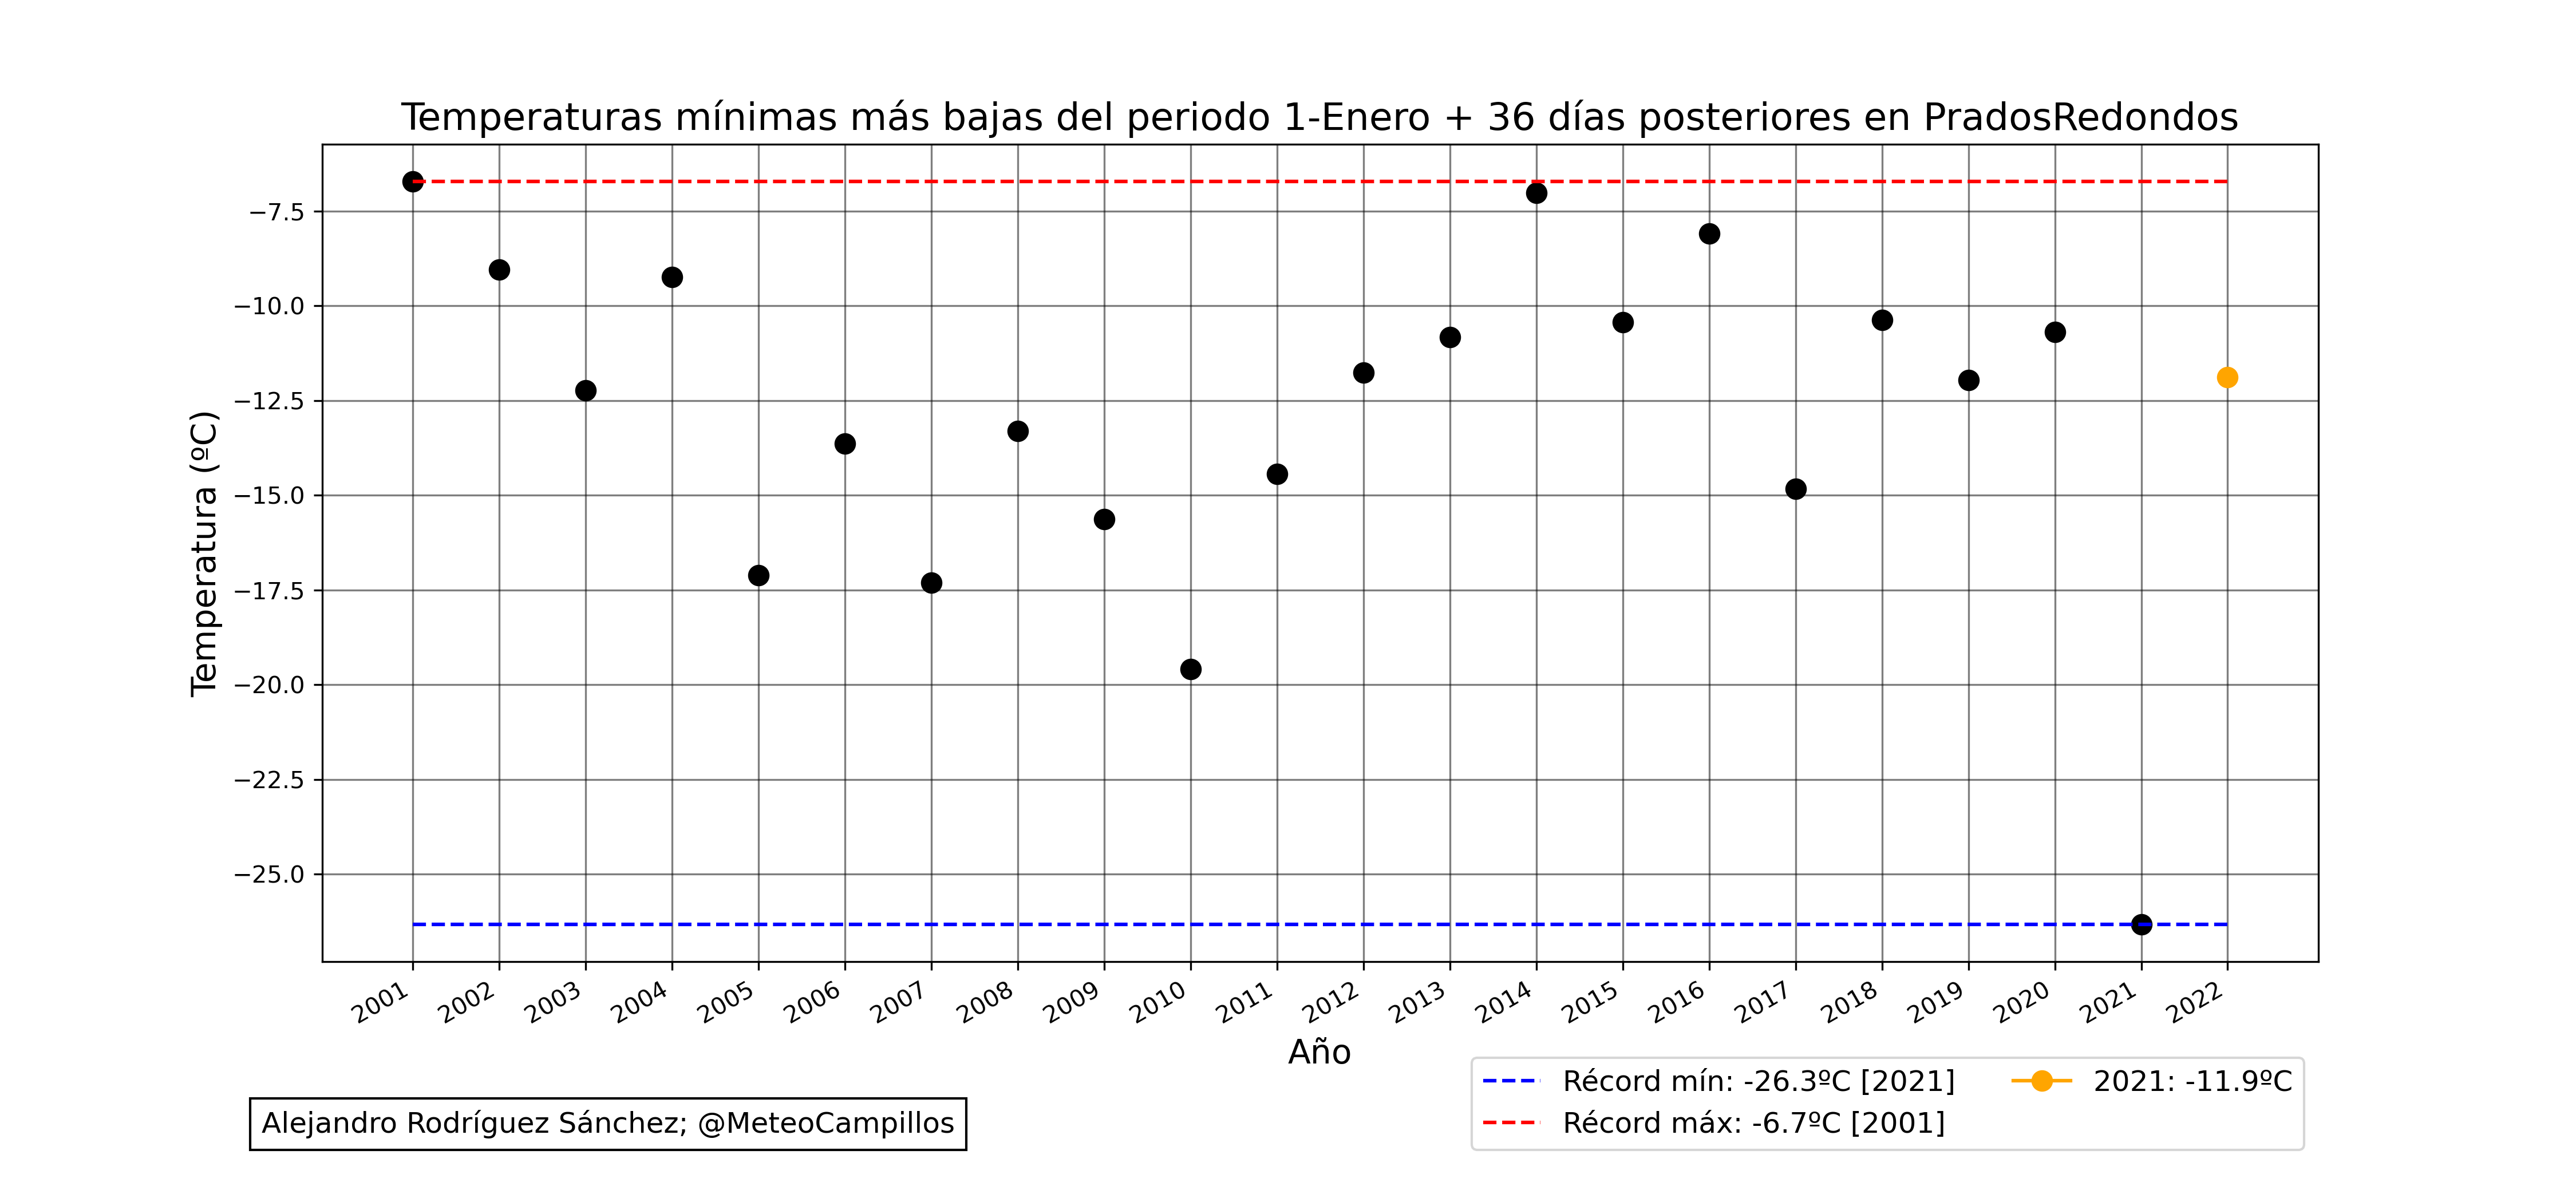 Temperaturas mínimas más bajas del periodo 1-Enero + 36 días posteriores en PradosRedondos
Temperatura (ºC)
−7.5
−10.0
−12.5
−15.0
−17.5
−20.0
−22.5
−25.0
2001 2002 2003 2004 2005 2006 2007 2008 2009 2010 2011 2012 2013 2014 2015 2016 2017 2018 2019 2020 2021 2022
Año
Récord mín: -26.3ºC [2021]
Récord máx: -6.7ºC [2001]
2021: -11.9ºC
Alejandro Rodríguez Sánchez; @MeteoCampillos